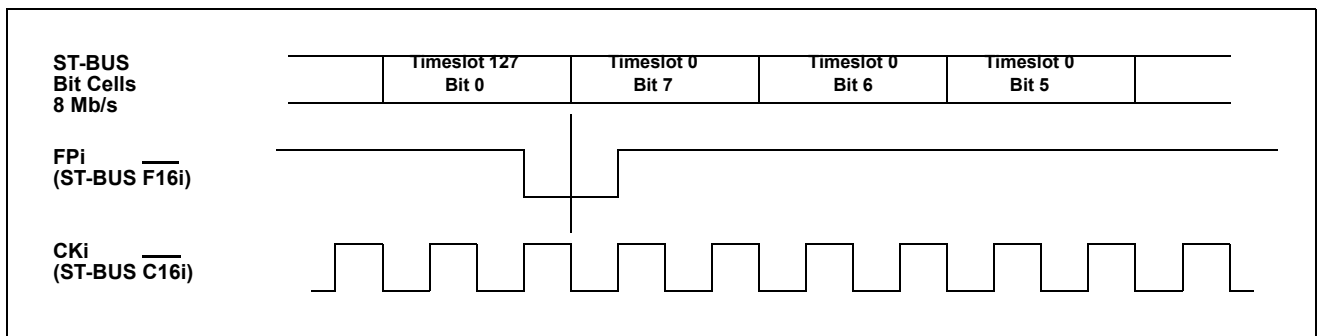 ST-BUS
Bit Cells
8 Mb/s
Timeslot 127
Bit 0
Timeslot 0
Bit 7
Timeslot 0
Bit 6
Timeslot 0
Bit 5
FPi
(ST-BUS F16i)
CKi
(ST-BUS C16i)